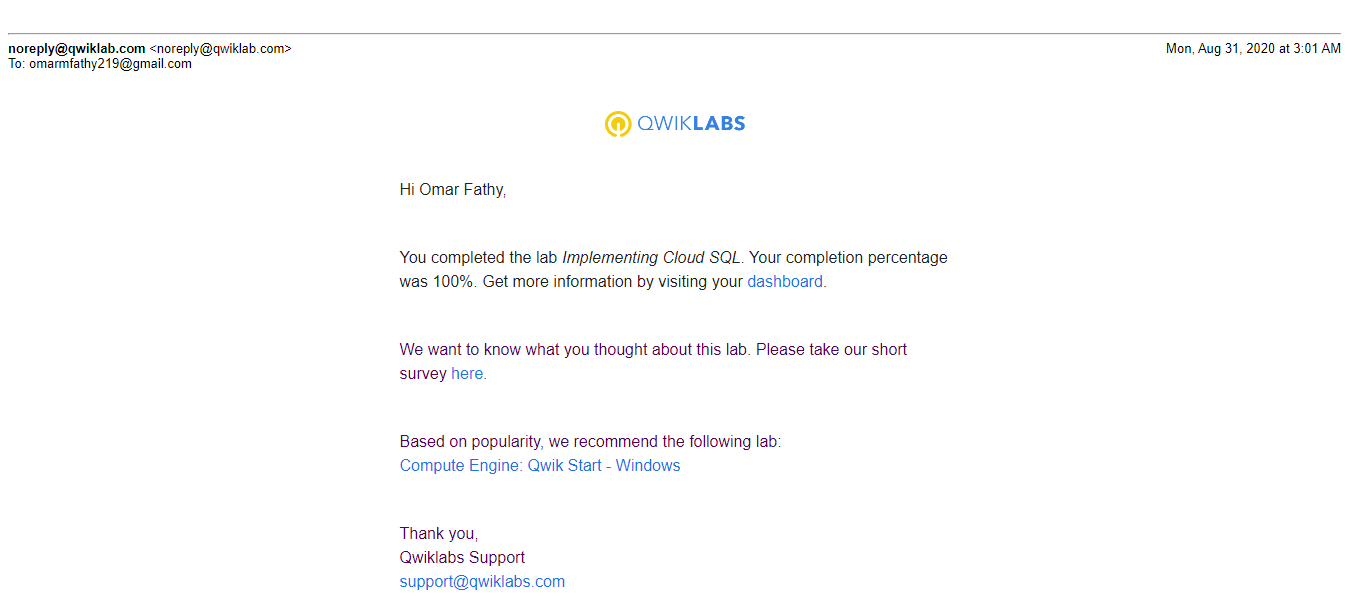 noreply@qwiklab.com <noreply@qwiklab.com>
Mon, Aug 31, 2020 at 3:01 AM
To: omarmfathy219@gmail.com
QWIKLABS
Hi Omar Fathy,
You completed the lab Implementing Cloud SQL. Your completion percentage
was 100%. Get more information by visiting your dashboard.
We want to know what you thought about this lab. Please take our short
survey here.
Based on popularity, we recommend the following lab:
Compute Engine: Qwik Start - Windows
Thank you,
Qwiklabs Support
support@qwiklabs.com